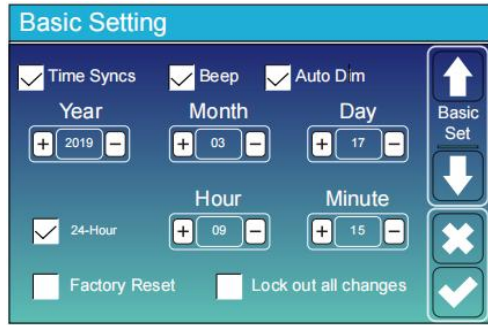 Basic Setting
Time Syncs Beep Auto Dim
Year Month Day
+ 2019 − + 03 − + 17 −
Basic
Set
Hour Minute
24-Hour + 09 − + 15 −
Factory Reset Lock out all changes